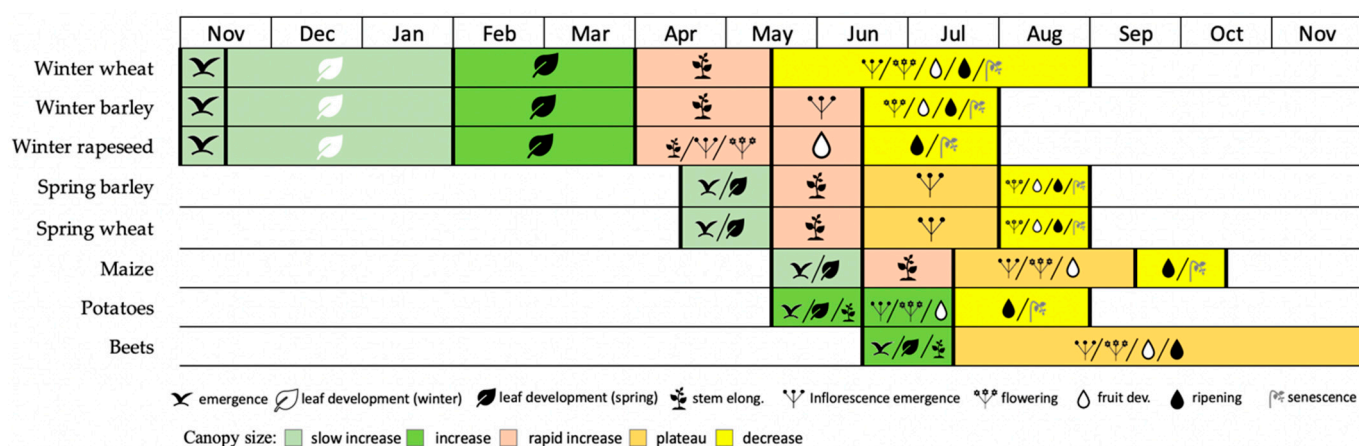 Nov Dec Jan Feb Mar Apr May Jun Jul Aug Sep Oct Nov
Winter wheat
Winter barley
Winter rapeseed
Spring barley
Spring wheat
Maize
Potatoes
Beets
emergence leaf development (winter) leaf development (spring) stem elong. Inflorescence emergence flowering fruit dev. ripening senescence
Canopy size: slow increase increase rapid increase plateau decrease